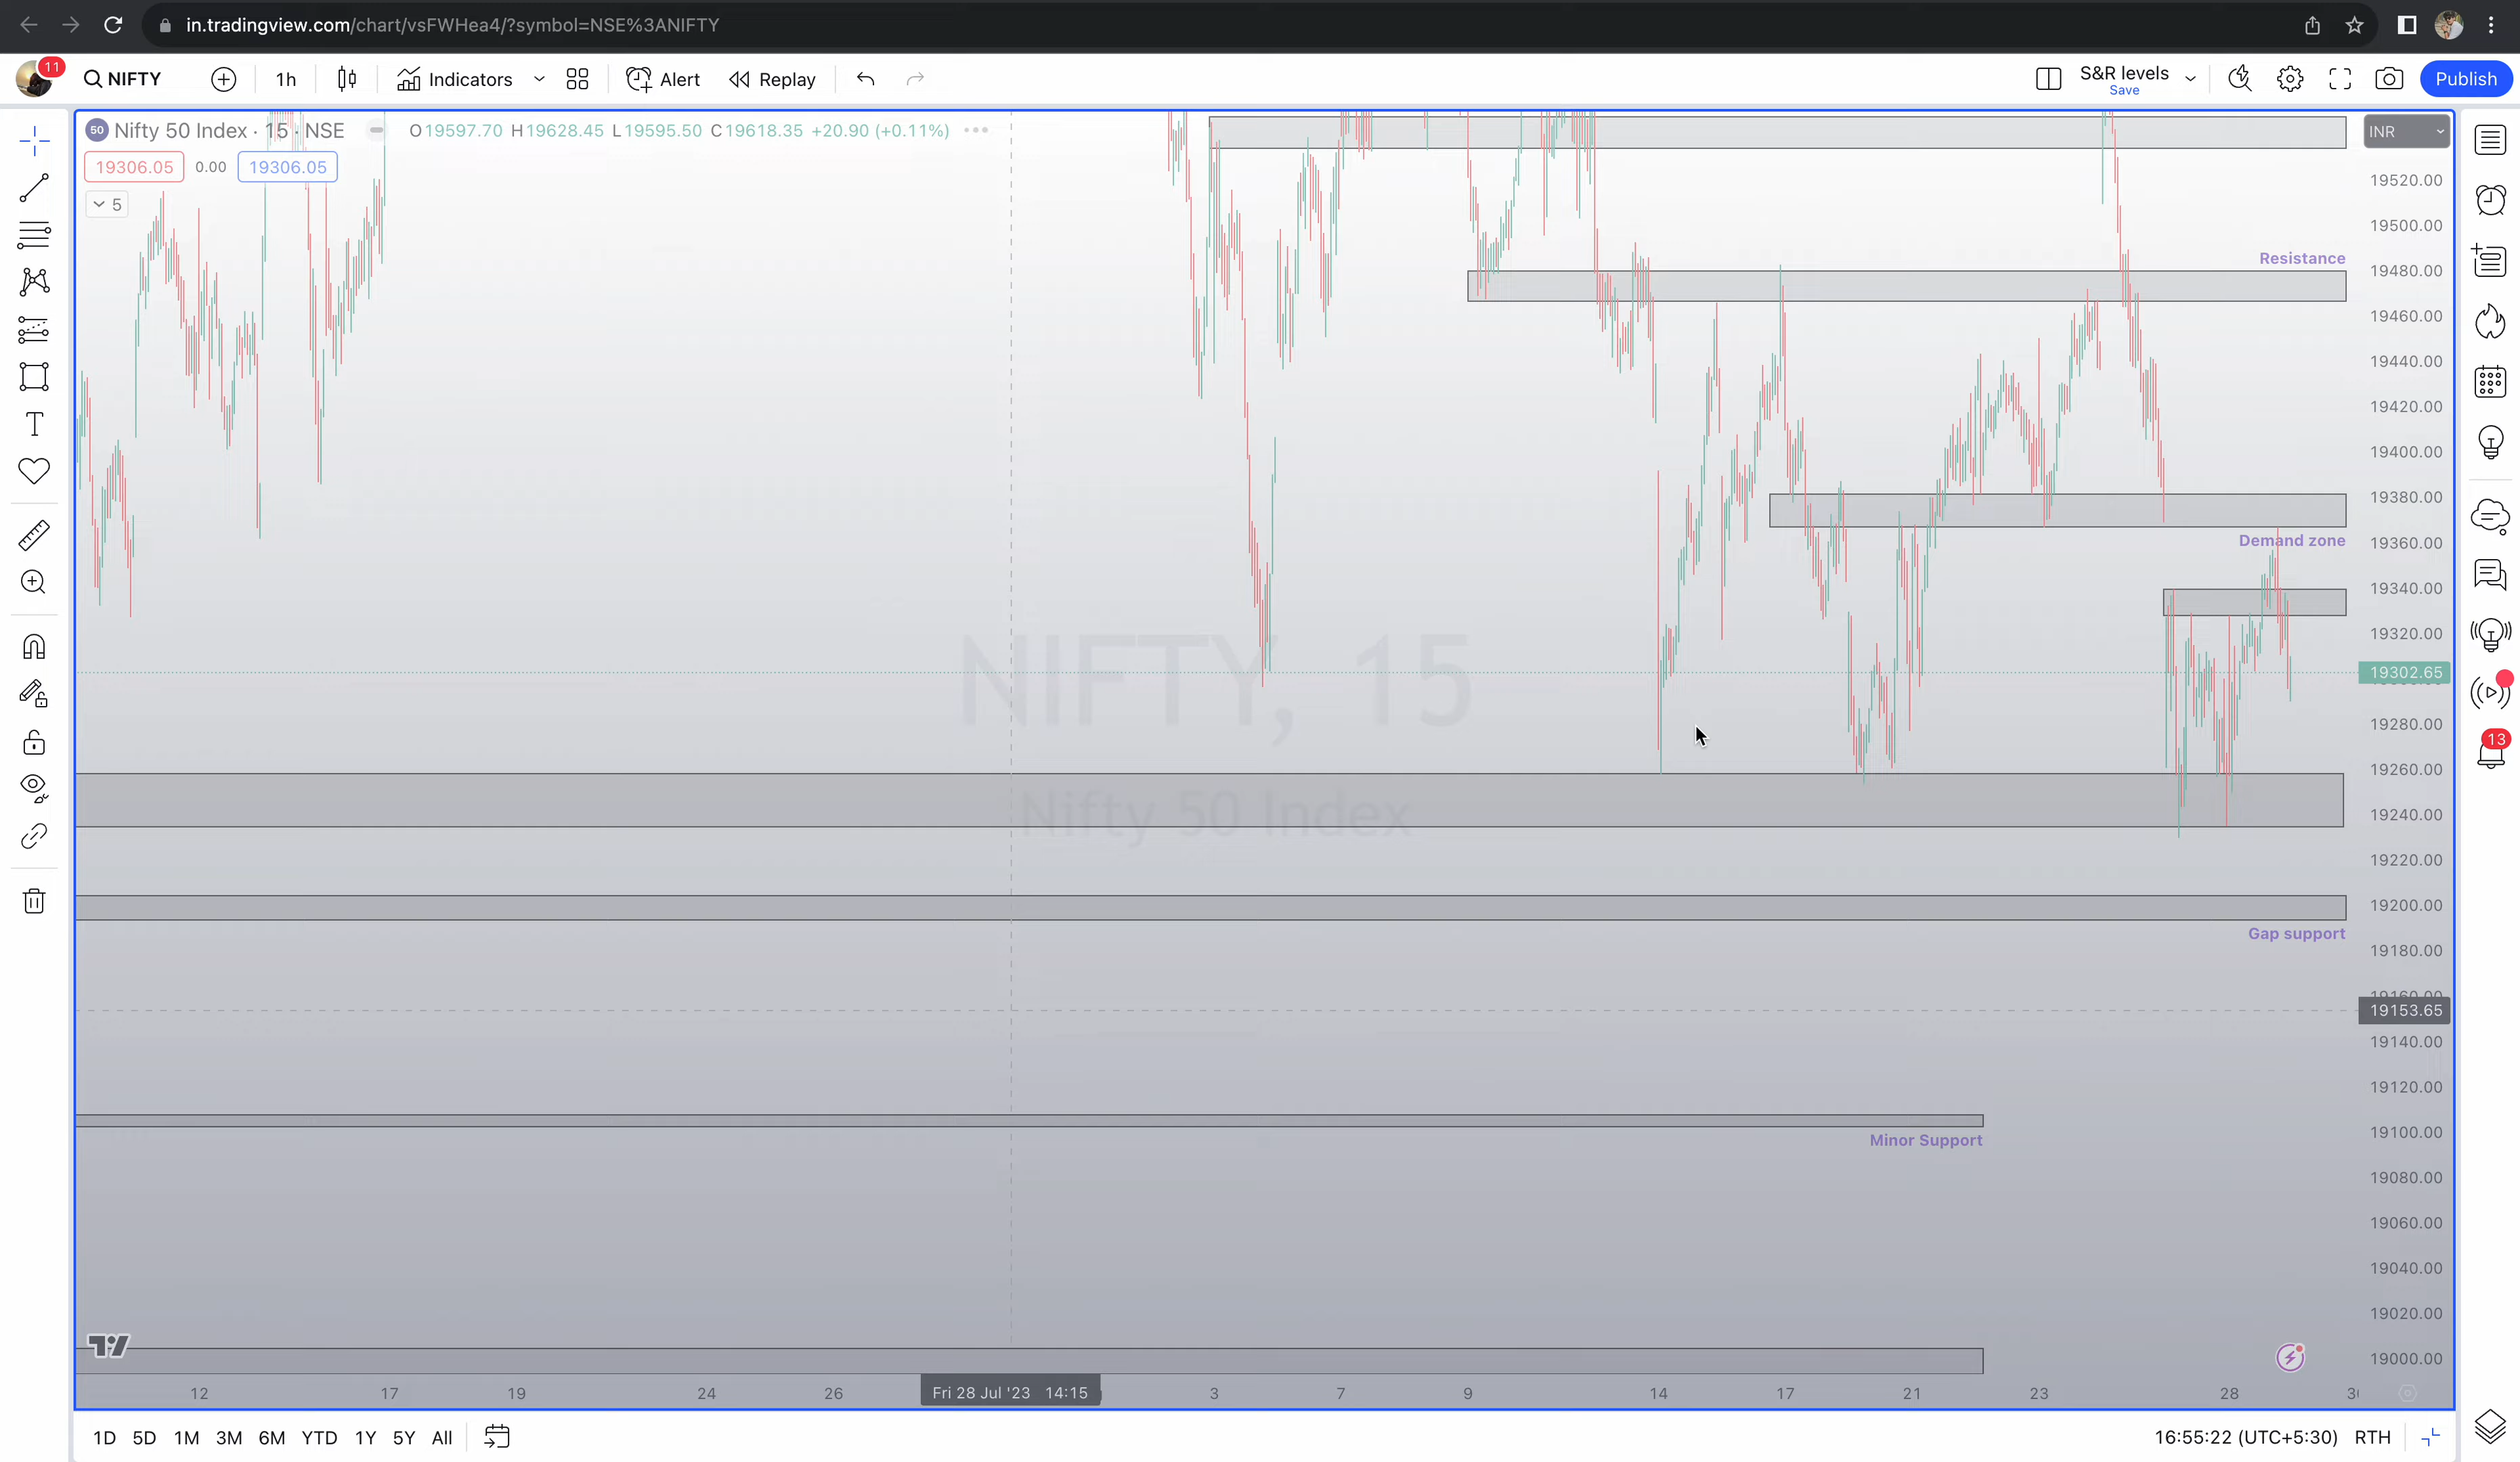 in.tradingview.com/chart/vsFWHea4/?symbol=NSE%3ANIFTY
11 NIFTY 1h Indicators Alert Replay S&R levels Save Publish
50 Nifty 50 Index · 15 · NSE O19597.70 H19628.45 L19595.50 C19618.35 +20.90 (+0.11%) INR
19306.05 0.00 19306.05
5
19520.00
19500.00
Resistance
19480.00
19460.00
19440.00
19420.00
19400.00
19380.00
Demand zone 19360.00
19340.00
19320.00
NIFTY, 15
19302.65
19280.00
13
19260.00
Nifty 50 Index
19240.00
19220.00
19200.00
Gap support
19180.00
19153.65
19140.00
19120.00
19100.00
Minor Support
19080.00
19060.00
19040.00
19020.00
19000.00
12 17 19 24 26 Fri 28 Jul '23 14:15 3 7 9 14 17 21 23 28
1D 5D 1M 3M 6M YTD 1Y 5Y All 16:55:22 (UTC+5:30) RTH